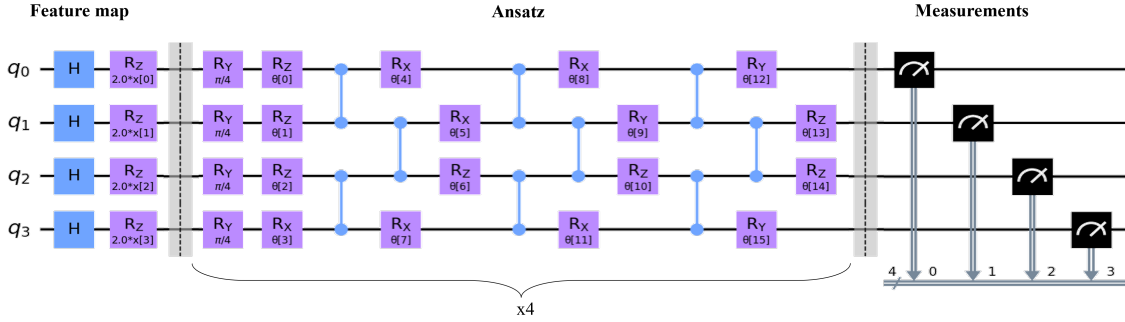 Feature map Ansatz Measurements
q0 H RZ RY RZ RX RX RY
2.0*x[0] π/4 θ[0] θ[4] θ[8] θ[12]
q1 H RZ RY RZ RX RY RZ
2.0*x[1] π/4 θ[1] θ[5] θ[9] θ[13]
q2 H RZ RY RZ RZ RZ RZ
2.0*x[2] π/4 θ[2] θ[6] θ[10] θ[14]
q3 H RZ RY RX RX RX RY
2.0*x[3] π/4 θ[3] θ[7] θ[11] θ[15]
4 0 1 2 3
x4